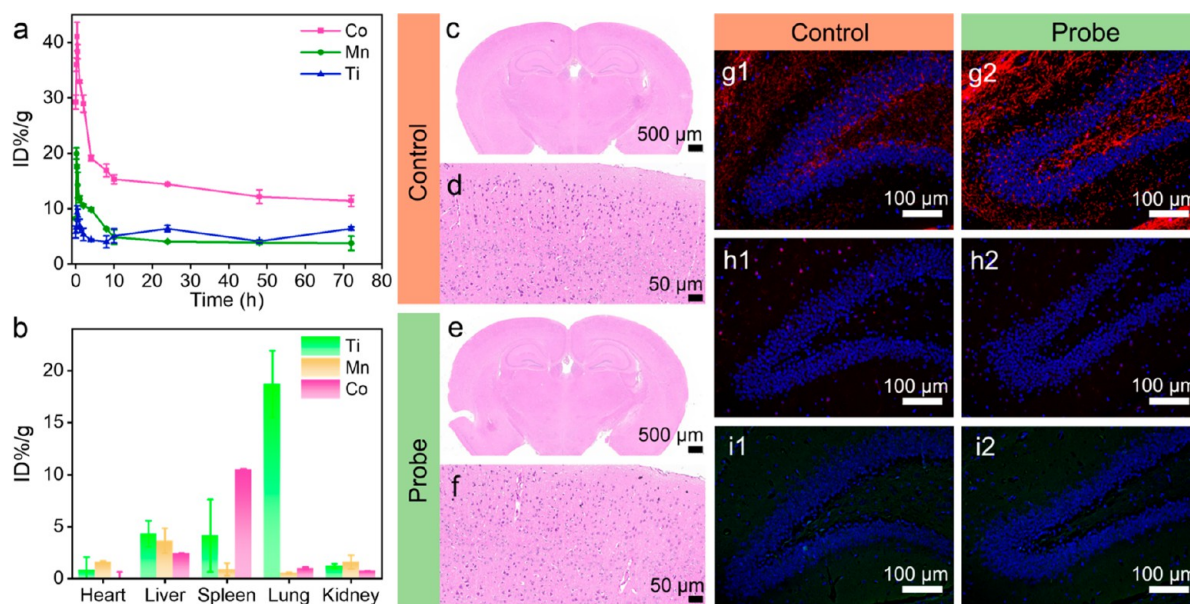 a
ID%/g
40
30
20
10
0
0 10 20 30 40 50 60 70 80
Time (h)
Co
Mn
Ti
b
ID%/g
20
15
10
5
0
Ti
Mn
Co
Heart Liver Spleen Lung Kidney
Control
c
500 μm
d
50 μm
Probe
e
500 μm
f
50 μm
Control Probe
g1
100 μm
g2
100 μm
h1
100 μm
h2
100 μm
i1
100 μm
i2
100 μm